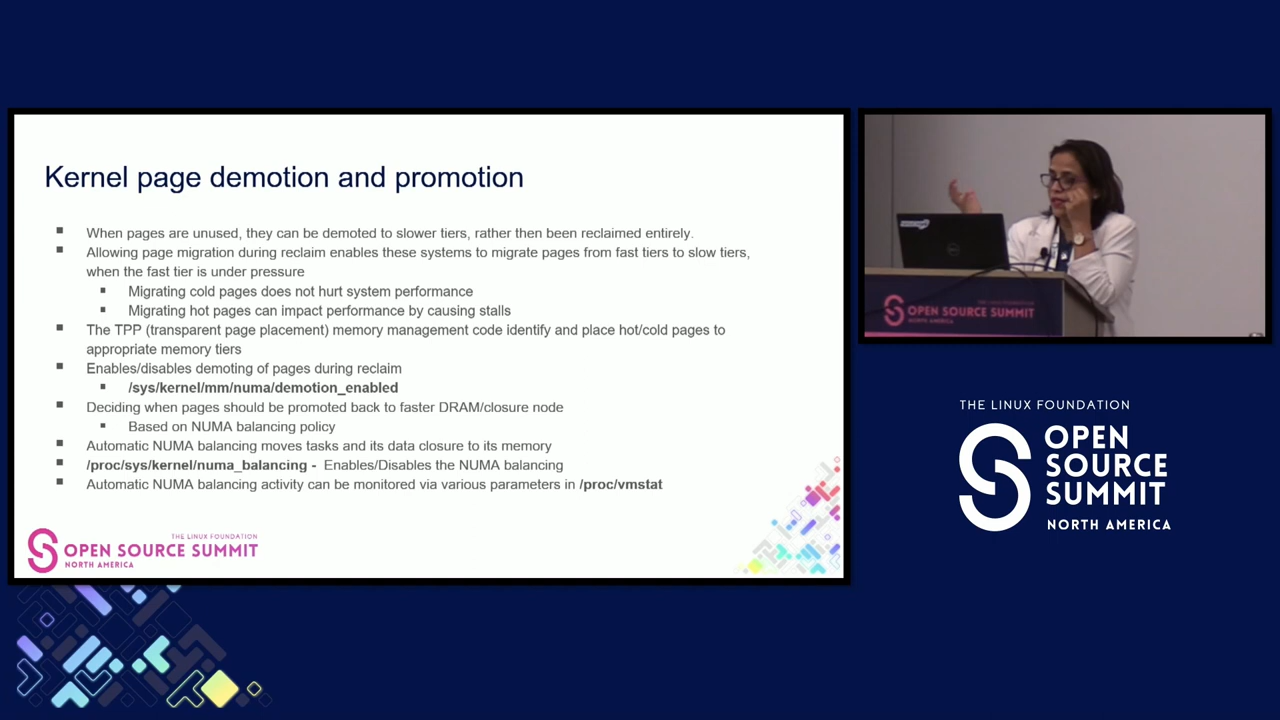 Kernel page demotion and promotion
When pages are unused, they can be demoted to slower tiers, rather then been reclaimed entirely.
Allowing page migration during reclaim enables these systems to migrate pages from fast tiers to slow tiers,
when the fast tier is under pressure
Migrating cold pages does not hurt system performance
Migrating hot pages can impact performance by causing stalls
The TPP (transparent page placement) memory management code identify and place hot/cold pages to
appropriate memory tiers
Enables/disables demoting of pages during reclaim
/sys/kernel/mm/numa/demotion_enabled
Deciding when pages should be promoted back to faster DRAM/closure node
Based on NUMA balancing policy
Automatic NUMA balancing moves tasks and its data closure to its memory
/proc/sys/kernel/numa_balancing - Enables/Disables the NUMA balancing
Automatic NUMA balancing activity can be monitored via various parameters in /proc/vmstat
THE LINUX FOUNDATION
OPEN SOURCE SUMMIT
NORTH AMERICA
OPEN SOURCE SUMMIT
NORTH AMERICA
THE LINUX FOUNDATION
OPEN
SOURCE
SUMMIT
NORTH AMERICA